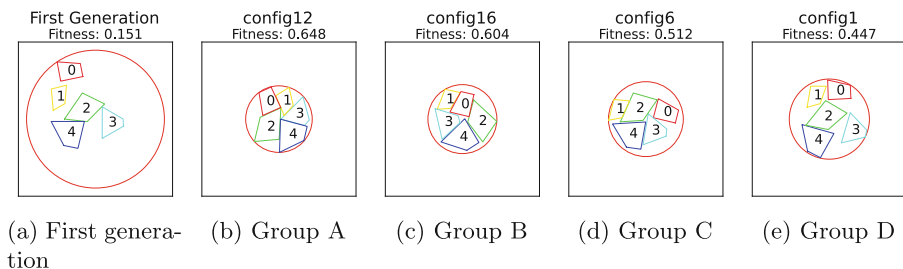 First Generation
Fitness: 0.151
0
1
2
3
4
(a) First genera-
tion
config12
Fitness: 0.648
0
1
3
2
4
(b) Group A
config16
Fitness: 0.604
1
0
3
2
4
(c) Group B
config6
Fitness: 0.512
1
2
0
3
4
(d) Group C
config1
Fitness: 0.447
1
0
2
3
4
(e) Group D